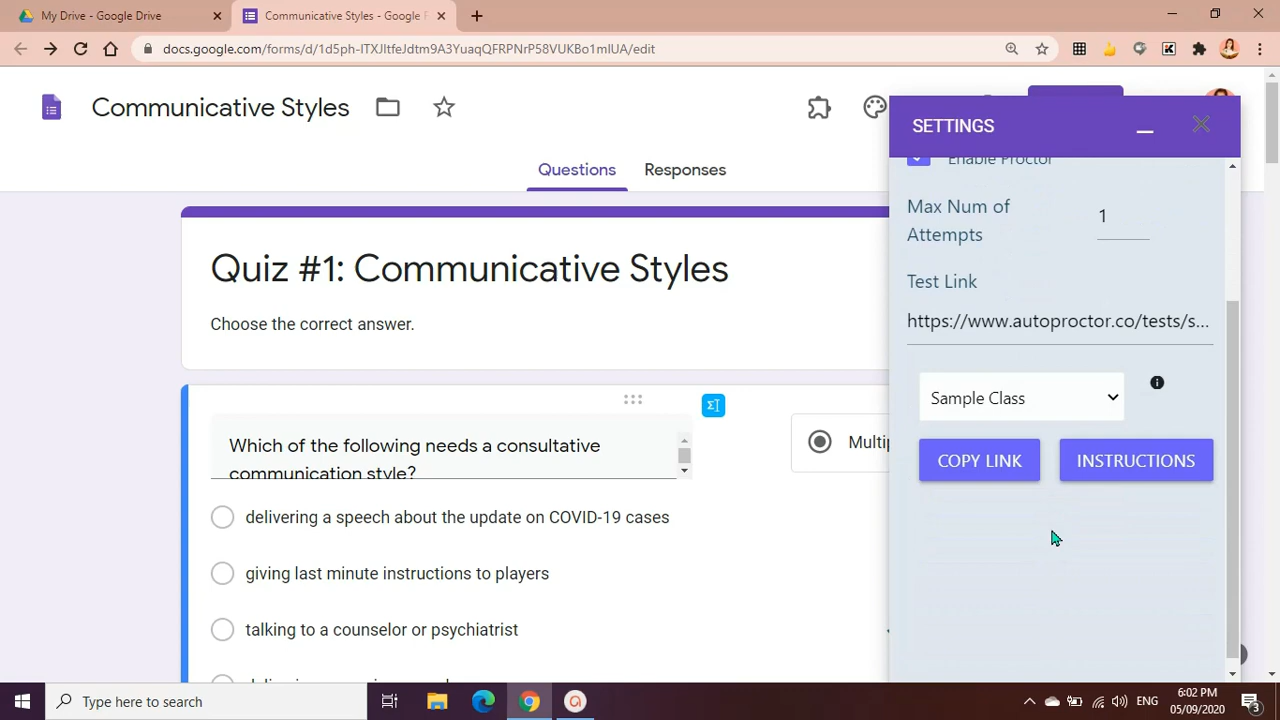 My Drive - Google Drive
Communicative Styles - Google F
docs.google.com/forms/d/1d5ph-lTXJltfeJdtm9A3YuaqQFRPNrP58VUKBo1mlUA/edit
Communicative Styles
Questions
Responses
Quiz #1: Communicative Styles
Choose the correct answer.
Which of the following needs a consultative
communication style?
Multip
delivering a speech about the update on COVID-19 cases
giving last minute instructions to players
talking to a counselor or psychiatrist
SETTINGS
Enable Proctor
Max Num of
Attempts
1
Test Link
https://www.autoproctor.co/tests/s...
Sample Class
COPY LINK
INSTRUCTIONS
Type here to search
ENG
6:02 PM
05/09/2020
3